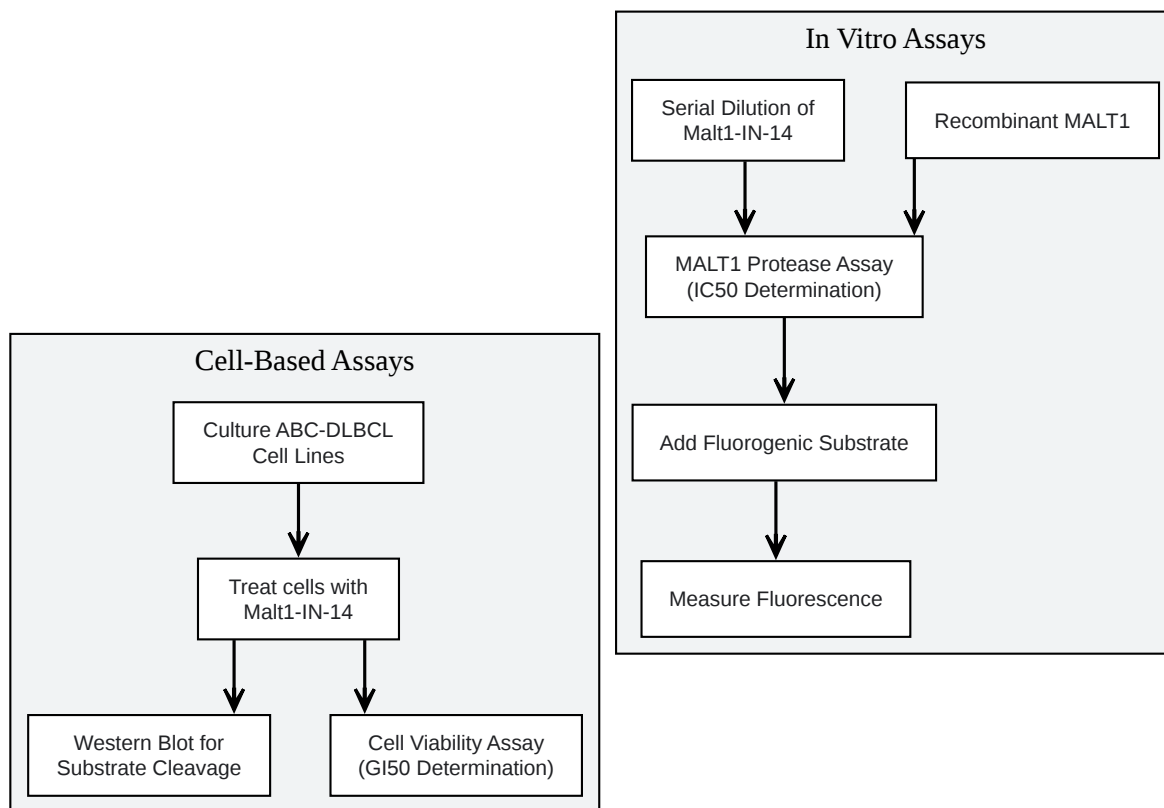 In Vitro Assays
Serial Dilution of
Malt1-IN-14
Recombinant MALT1
MALT1 Protease Assay
(IC50 Determination)
Add Fluorogenic Substrate
Measure Fluorescence
Cell-Based Assays
Culture ABC-DLBCL
Cell Lines
Treat cells with
Malt1-IN-14
Western Blot for
Substrate Cleavage
Cell Viability Assay
(GI50 Determination)